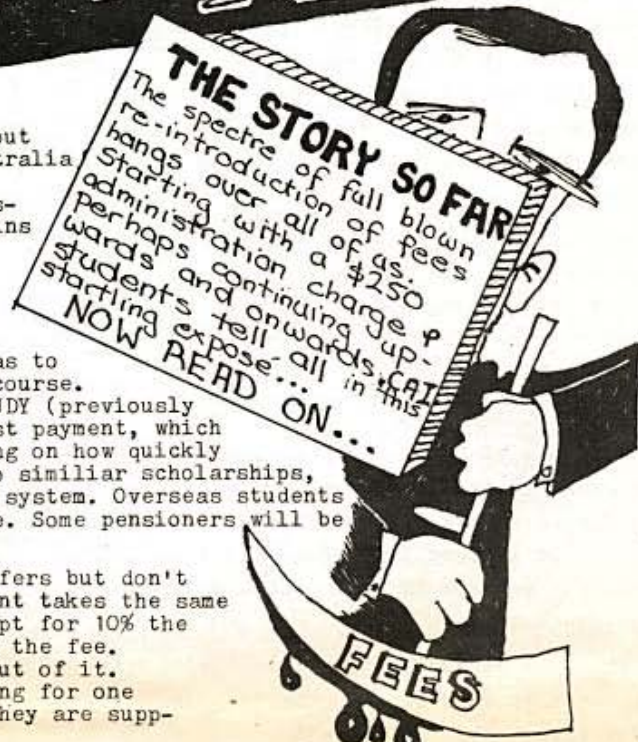 THE STORY SO FAR
The spectre of full blown
re-introduction of fees
hangs over all of us.
Starting with a $250
administration charge &
perhaps continuing up-
wards and onwards. CAI
students tell all in this
startling expose...
NOW READ ON...
out
tralia
s-
ins
as to
course.
UDY (previously
st payment, which
ng on how quickly
o similiar scholarships,
system. Overseas students
e. Some pensioners will be
fers but don't
nt takes the same
pt for 10% the
the fee.
ut of it.
ng for one
hey are supp-
FEES